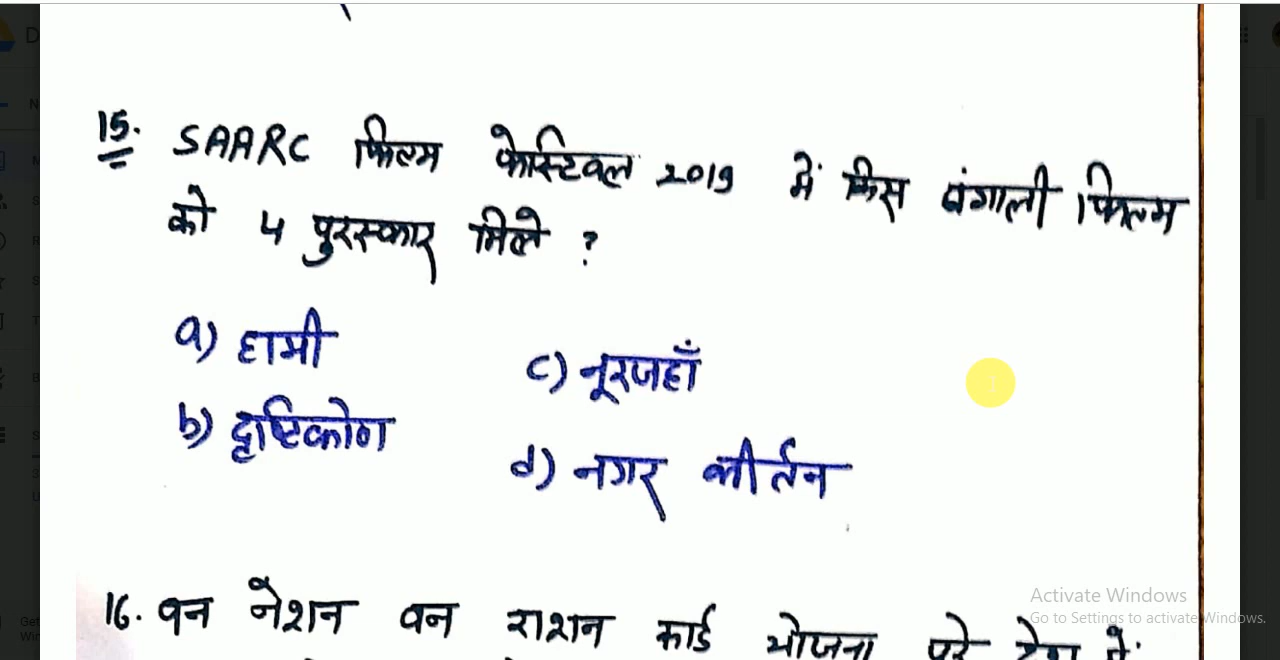 15. SAARC फिल्म फेस्टिवल 2019 में किस बंगाली फिल्म
को 4 पुरस्कार मिले ?
a) हामी
c) नूरजहाँ
b) दृष्टिकोण
d) नगर कीर्तन
16. वन नेशन वन राशन कार्ड योजना पूरे देश में
Activate Windows
Go to Settings to activate Windows.